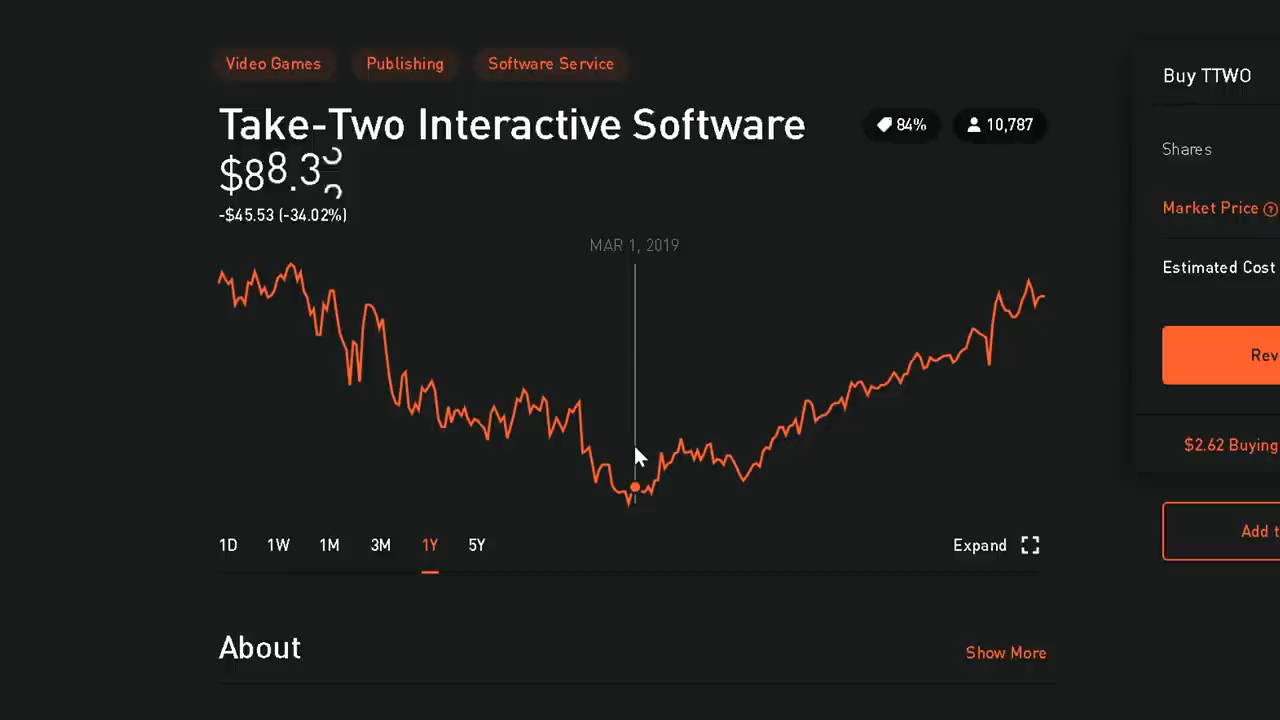 Video Games Publishing Software Service
Take-Two Interactive Software 84% 10,787
-$45.53 (-34.02%)
MAR 1, 2019
1D 1W 1M 3M 1Y 5Y Expand
About Show More
Buy TTWO
Shares
Market Price
Estimated Cost
$2.62 Buying